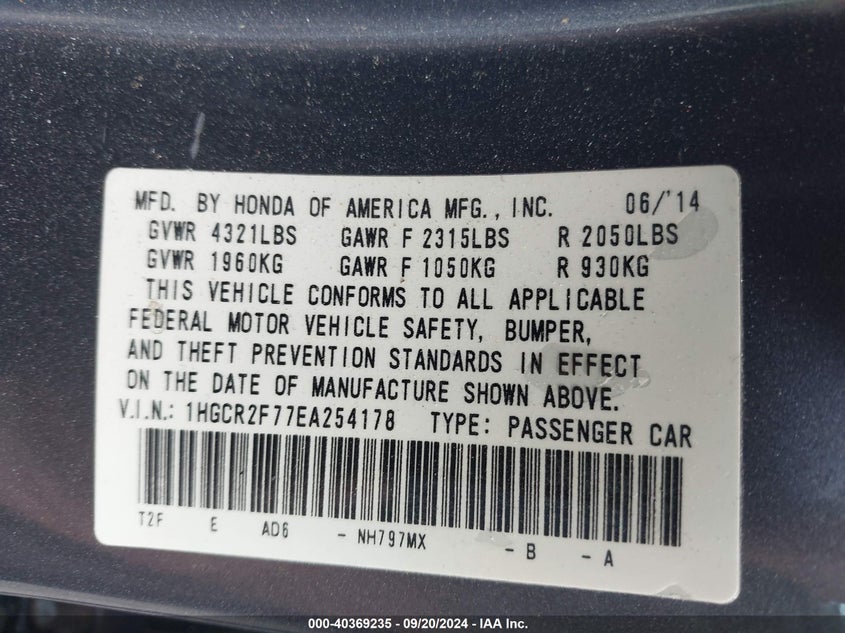 MFD. BY HONDA OF AMERICA MFG., INC. 06/'14
GVWR 4321LBS GAWR F 2315LBS R 2050LBS
GVWR 1960KG GAWR F 1050KG R 930KG
THIS VEHICLE CONFORMS TO ALL APPLICABLE
FEDERAL MOTOR VEHICLE SAFETY, BUMPER,
AND THEFT PREVENTION STANDARDS IN EFFECT
ON THE DATE OF MANUFACTURE SHOWN ABOVE.
V.I.N.: 1HGCR2F77EA254178 TYPE: PASSENGER CAR
T2F E AD6 - NH797MX - B - A
000-40369235 - 09/20/2024 - IAA Inc.